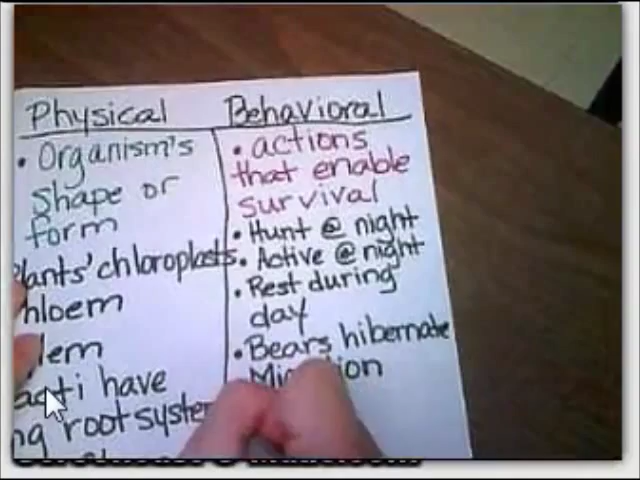 Physical
Behavioral
• Organism's
shape or
form
Plants' chloroplasts
hloem
lem
acti have
ng root system
• actions
that enable
survival
• Hunt @ night
• Active @ night
• Rest during
day
• Bears hibernate